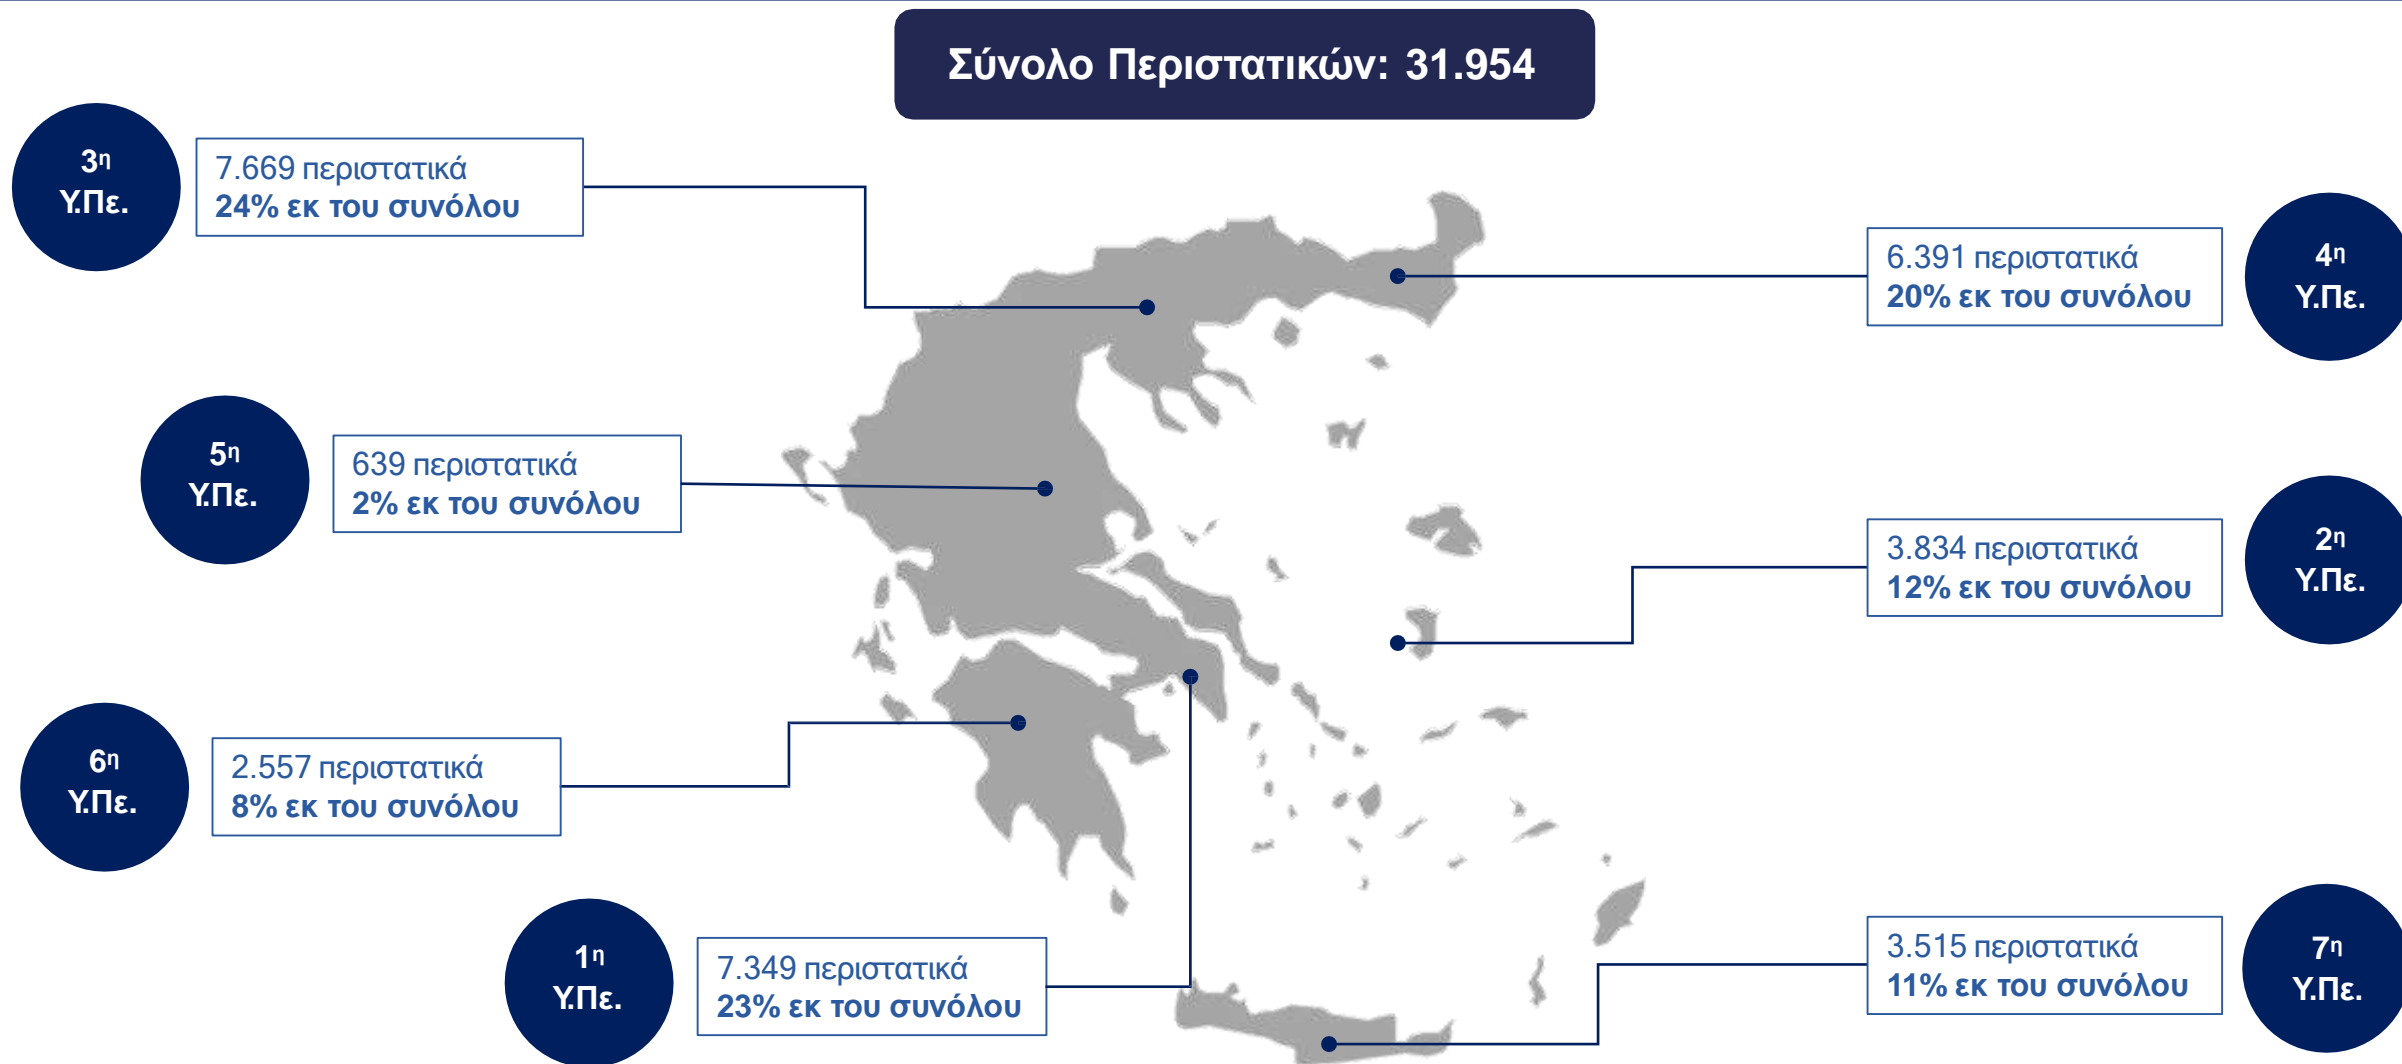 Σύνολο Περιστατικών: 31.954
3η
Υ.Πε.
7.669 περιστατικά
24% εκ του συνόλου
4η
Υ.Πε.
6.391 περιστατικά
20% εκ του συνόλου
5η
Υ.Πε.
639 περιστατικά
2% εκ του συνόλου
2η
Υ.Πε.
3.834 περιστατικά
12% εκ του συνόλου
6η
Υ.Πε.
2.557 περιστατικά
8% εκ του συνόλου
1η
Υ.Πε.
7.349 περιστατικά
23% εκ του συνόλου
7η
Υ.Πε.
3.515 περιστατικά
11% εκ του συνόλου